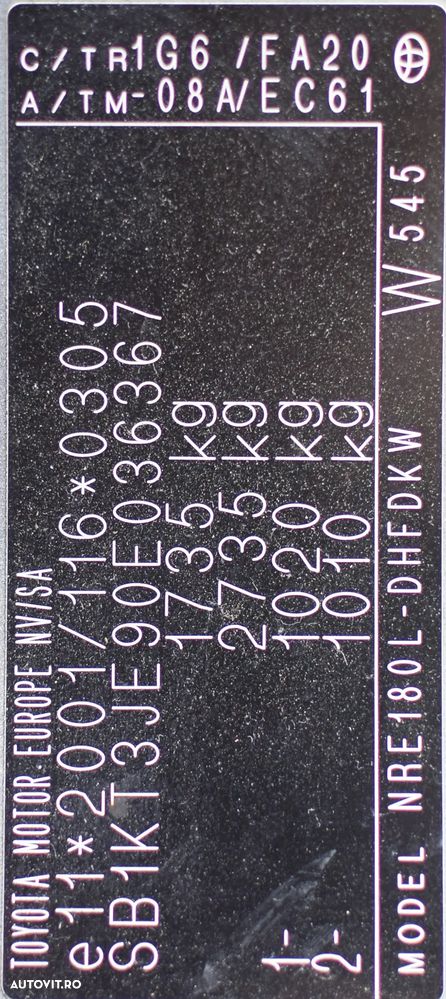 C/TR 1G6 /FA20
A/TM -08A/EC61
TOYOTA MOTOR EUROPE NV/SA
e11*2001/116*0305
SB1KT3JE90E036367
1735 kg
2735 kg
1- 1020 kg
2- 1010 kg
MODEL NRE180L-DHFDKW W545
AUTOVIT.RO